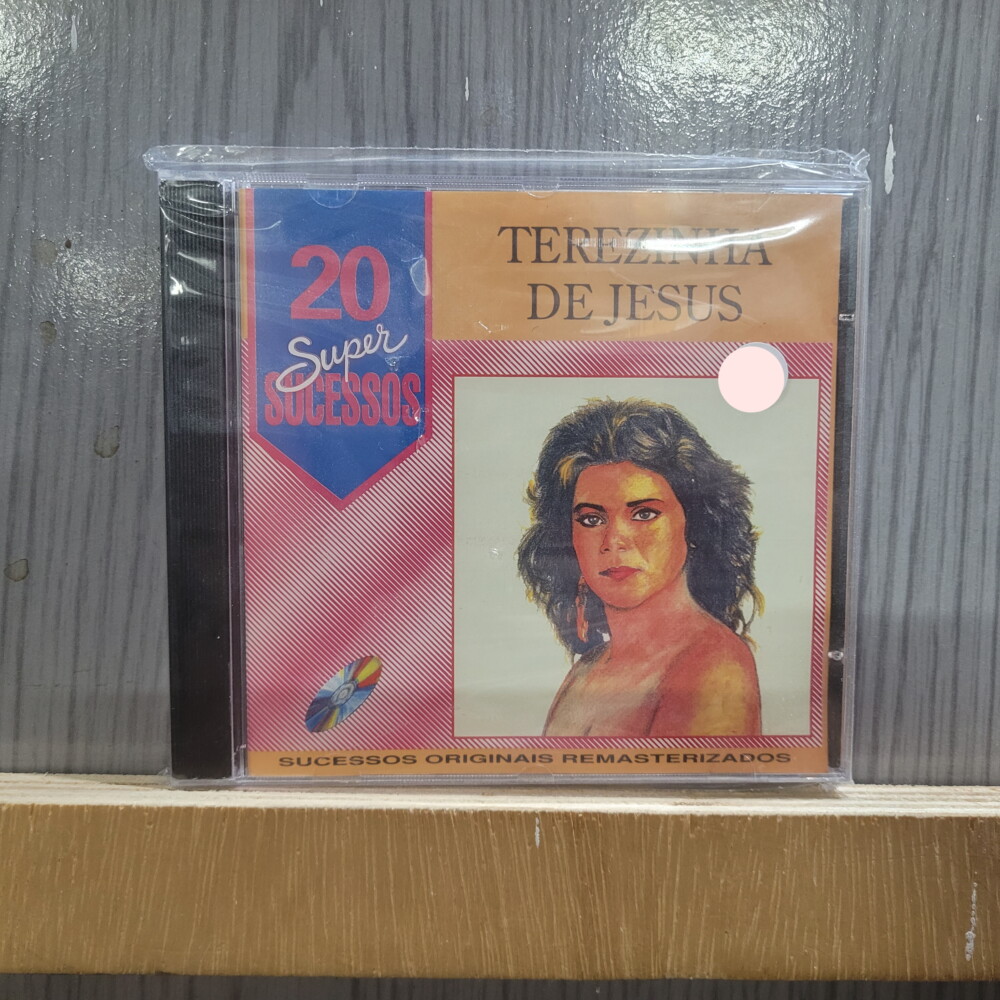 20
Super
SUCESSOS
TEREZINHA
DE JESUS
SUCESSOS ORIGINAIS REMASTERIZADOS